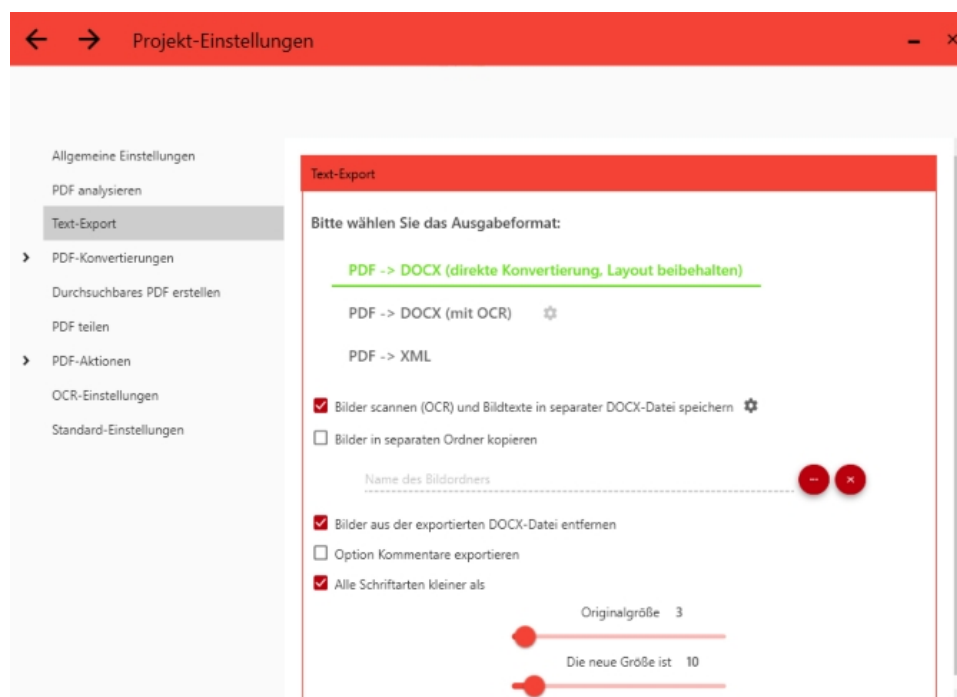 Projekt-Einstellungen
Allgemeine Einstellungen
PDF analysieren
Text-Export
PDF-Konvertierungen
Durchsuchbares PDF erstellen
PDF teilen
PDF-Aktionen
OCR-Einstellungen
Standard-Einstellungen
Text-Export
Bitte wählen Sie das Ausgabeformat:
PDF -> DOCX (direkte Konvertierung, Layout beibehalten)
PDF -> DOCX (mit OCR)
PDF -> XML
Bilder scannen (OCR) und Bildtexte in separater DOCX-Datei speichern
Bilder in separaten Ordner kopieren
Name des Bildordners
Bilder aus der exportierten DOCX-Datei entfernen
Option Kommentare exportieren
Alle Schriftarten kleiner als
Originalgröße 3
Die neue Größe ist 10